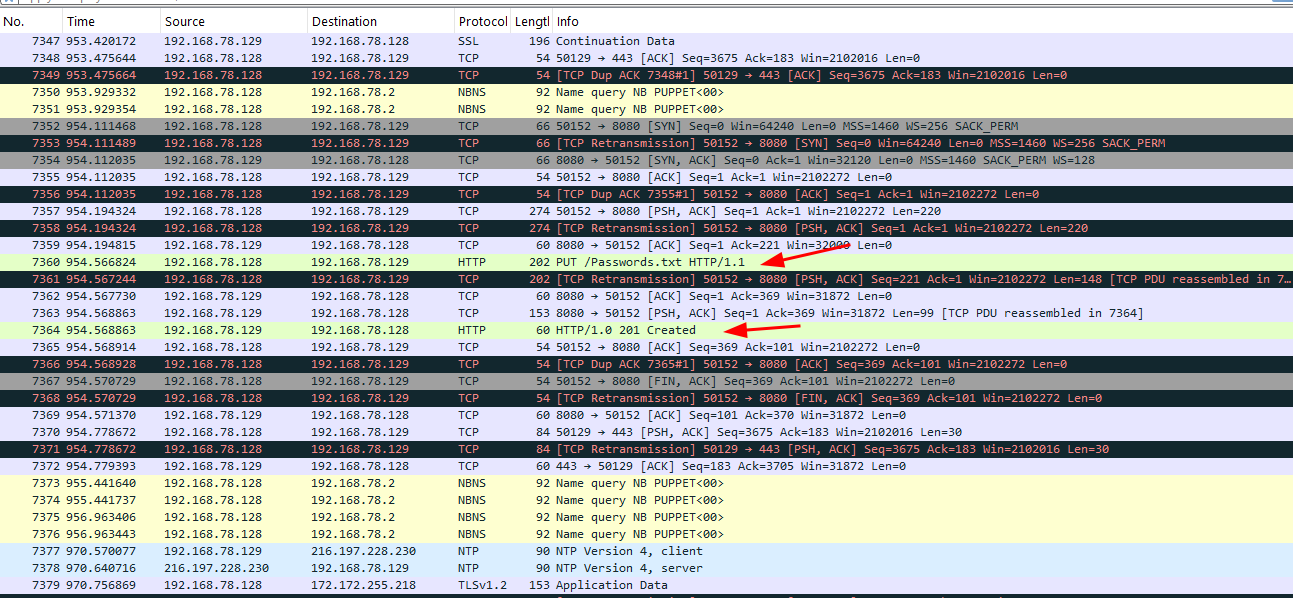 No. Time Source Destination Protocol Lengtl Info
7347 953.420172 192.168.78.129 192.168.78.128 SSL 196 Continuation Data
7348 953.475644 192.168.78.128 192.168.78.129 TCP 54 50129 → 443 [ACK] Seq=3675 Ack=183 Win=2102016 Len=0
7349 953.475664 192.168.78.128 192.168.78.129 TCP 54 [TCP Dup ACK 7348#1] 50129 → 443 [ACK] Seq=3675 Ack=183 Win=2102016 Len=0
7350 953.929332 192.168.78.128 192.168.78.2 NBNS 92 Name query NB PUPPET<00>
7351 953.929354 192.168.78.128 192.168.78.2 NBNS 92 Name query NB PUPPET<00>
7352 954.111468 192.168.78.128 192.168.78.129 TCP 66 50152 → 8080 [SYN] Seq=0 Win=64240 Len=0 MSS=1460 WS=256 SACK_PERM
7353 954.111489 192.168.78.128 192.168.78.129 TCP 66 [TCP Retransmission] 50152 → 8080 [SYN] Seq=0 Win=64240 Len=0 MSS=1460 WS=256 SACK_PERM
7354 954.112035 192.168.78.129 192.168.78.128 TCP 66 8080 → 50152 [SYN, ACK] Seq=0 Ack=1 Win=32120 Len=0 MSS=1460 SACK_PERM WS=128
7355 954.112035 192.168.78.128 192.168.78.129 TCP 54 50152 → 8080 [ACK] Seq=1 Ack=1 Win=2102272 Len=0
7356 954.112035 192.168.78.128 192.168.78.129 TCP 54 [TCP Dup ACK 7355#1] 50152 → 8080 [ACK] Seq=1 Ack=1 Win=2102272 Len=0
7357 954.194324 192.168.78.128 192.168.78.129 TCP 274 50152 → 8080 [PSH, ACK] Seq=1 Ack=1 Win=2102272 Len=220
7358 954.194324 192.168.78.128 192.168.78.129 TCP 274 [TCP Retransmission] 50152 → 8080 [PSH, ACK] Seq=1 Ack=1 Win=2102272 Len=220
7359 954.194815 192.168.78.129 192.168.78.128 TCP 60 8080 → 50152 [ACK] Seq=1 Ack=221 Win=32000 Len=0
7360 954.566824 192.168.78.128 192.168.78.129 HTTP 202 PUT /Passwords.txt HTTP/1.1
7361 954.567244 192.168.78.128 192.168.78.129 TCP 202 [TCP Retransmission] 50152 → 8080 [PSH, ACK] Seq=221 Ack=1 Win=2102272 Len=148 [TCP PDU reassembled in 7…
7362 954.567730 192.168.78.129 192.168.78.128 TCP 60 8080 → 50152 [ACK] Seq=1 Ack=369 Win=31872 Len=0
7363 954.568863 192.168.78.129 192.168.78.128 TCP 153 8080 → 50152 [PSH, ACK] Seq=1 Ack=369 Win=31872 Len=99 [TCP PDU reassembled in 7364]
7364 954.568863 192.168.78.129 192.168.78.128 HTTP 60 HTTP/1.0 201 Created
7365 954.568914 192.168.78.128 192.168.78.129 TCP 54 50152 → 8080 [ACK] Seq=369 Ack=101 Win=2102272 Len=0
7366 954.568928 192.168.78.128 192.168.78.129 TCP 54 [TCP Dup ACK 7365#1] 50152 → 8080 [ACK] Seq=369 Ack=101 Win=2102272 Len=0
7367 954.570729 192.168.78.128 192.168.78.129 TCP 54 50152 → 8080 [FIN, ACK] Seq=369 Ack=101 Win=2102272 Len=0
7368 954.570729 192.168.78.128 192.168.78.129 TCP 54 [TCP Retransmission] 50152 → 8080 [FIN, ACK] Seq=369 Ack=101 Win=2102272 Len=0
7369 954.571370 192.168.78.129 192.168.78.128 TCP 60 8080 → 50152 [ACK] Seq=101 Ack=370 Win=31872 Len=0
7370 954.778672 192.168.78.128 192.168.78.129 TCP 84 50129 → 443 [PSH, ACK] Seq=3675 Ack=183 Win=2102016 Len=30
7371 954.778672 192.168.78.128 192.168.78.129 TCP 84 [TCP Retransmission] 50129 → 443 [PSH, ACK] Seq=3675 Ack=183 Win=2102016 Len=30
7372 954.779393 192.168.78.129 192.168.78.128 TCP 60 443 → 50129 [ACK] Seq=183 Ack=3705 Win=31872 Len=0
7373 955.441640 192.168.78.128 192.168.78.2 NBNS 92 Name query NB PUPPET<00>
7374 955.441737 192.168.78.128 192.168.78.2 NBNS 92 Name query NB PUPPET<00>
7375 956.963406 192.168.78.128 192.168.78.2 NBNS 92 Name query NB PUPPET<00>
7376 956.963443 192.168.78.128 192.168.78.2 NBNS 92 Name query NB PUPPET<00>
7377 970.570077 192.168.78.129 216.197.228.230 NTP 90 NTP Version 4, client
7378 970.640716 216.197.228.230 192.168.78.129 NTP 90 NTP Version 4, server
7379 970.756869 192.168.78.128 172.172.255.218 TLSv1.2 153 Application Data